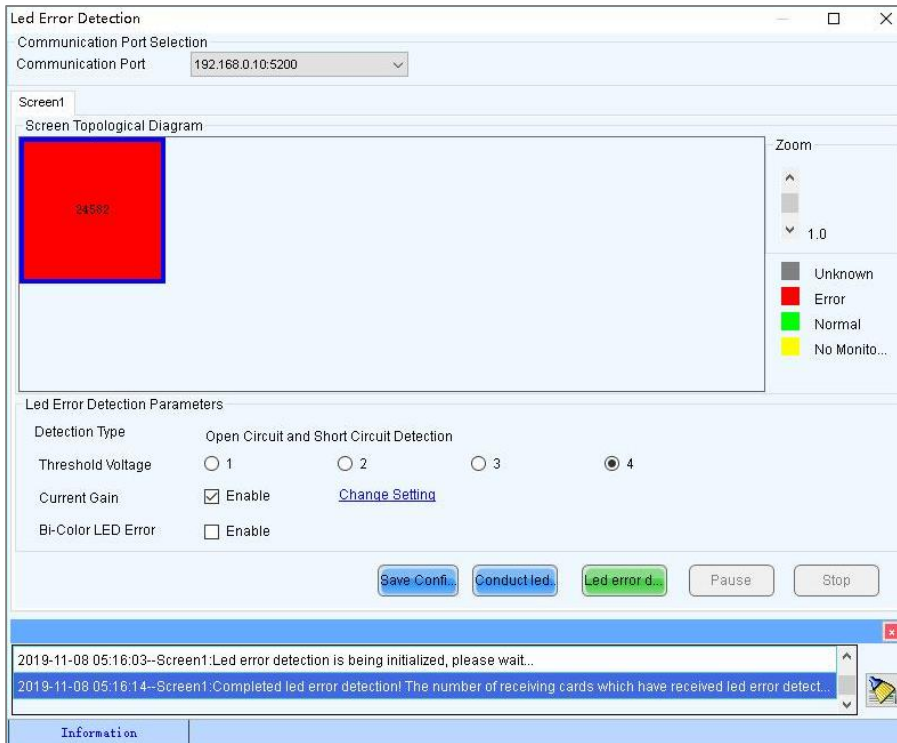 Led Error Detection
Communication Port Selection
Communication Port 192.168.0.10:5200
Screen1
Screen Topological Diagram
24582
Zoom
1.0
Unknown
Error
Normal
No Monito...
Led Error Detection Parameters
Detection Type Open Circuit and Short Circuit Detection
Threshold Voltage 1 2 3 4
Current Gain Enable Change Setting
Bi-Color LED Error Enable
Save Confi... Conduct led... Led error d... Pause Stop
2019-11-08 05:16:03--Screen1:Led error detection is being initialized, please wait...
2019-11-08 05:16:14--Screen1:Completed led error detection! The number of receiving cards which have received led error detect...
Information